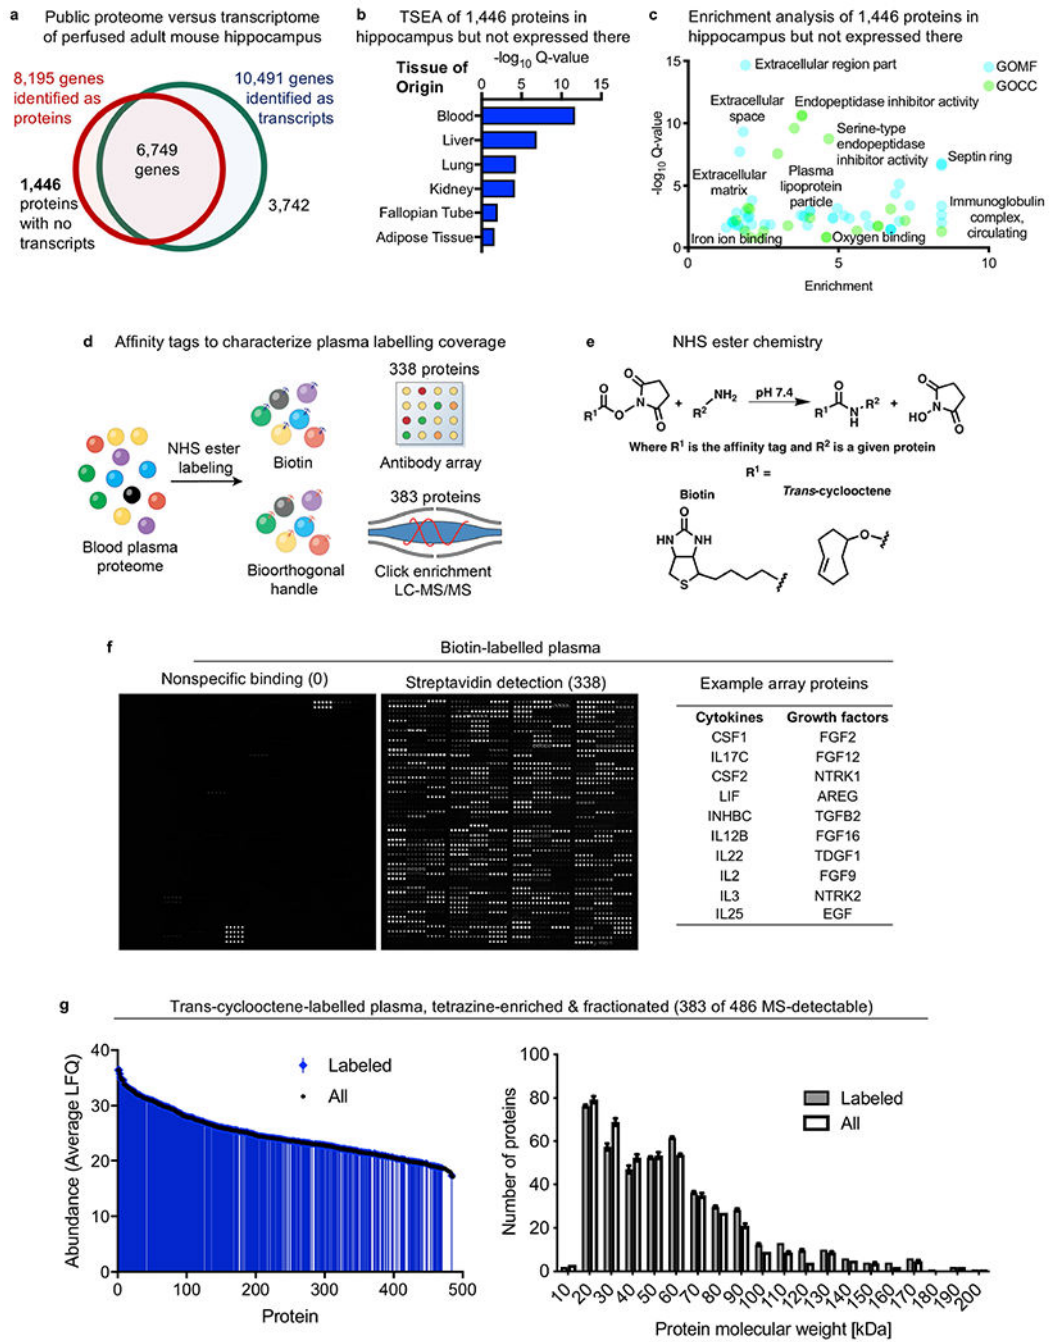 a
Public proteome versus transcriptome
of perfused adult mouse hippocampus
8,195 genes
identified as
proteins
10,491 genes
identified as
transcripts
6,749
genes
1,446
proteins
with no
transcripts
3,742
b
TSEA of 1,446 proteins in
hippocampus but not expressed there
Tissue of
Origin
-log10 Q-value
0 5 10 15
Blood
Liver
Lung
Kidney
Fallopian Tube
Adipose Tissue
c
Enrichment analysis of 1,446 proteins in
hippocampus but not expressed there
-log10 Q-value
15
10
5
0
Extracellular region part
GOMF
GOCC
Extracellular
space
Endopeptidase inhibitor activity
Serine-type
endopeptidase
inhibitor activity
Septin ring
Extracellular
matrix
Plasma
lipoprotein
particle
Immunoglobulin
complex,
circulating
Iron ion binding
Oxygen binding
0 5 10
Enrichment
d
Affinity tags to characterize plasma labelling coverage
Blood plasma
proteome
NHS ester
labeling
Biotin
Bioorthogonal
handle
338 proteins
Antibody array
383 proteins
Click enrichment
LC-MS/MS
e
NHS ester chemistry
R1 O O N O O
+
R2 NH2
pH 7.4
R1 O N H R2
+
HO N O O
Where R1 is the affinity tag and R2 is a given protein
R1 =
Biotin
O
HN NH
S
Trans-cyclooctene
O
f
Biotin-labelled plasma
Nonspecific binding (0)
Streptavidin detection (338)
Example array proteins
Cytokines Growth factors
CSF1 FGF2
IL17C FGF12
CSF2 NTRK1
LIF AREG
INHBC TGFB2
IL12B FGF16
IL22 TDGF1
IL2 FGF9
IL3 NTRK2
IL25 EGF
g
Trans-cyclooctene-labelled plasma, tetrazine-enriched & fractionated (383 of 486 MS-detectable)
Abundance (Average LFQ)
40
30
20
10
0
Labeled
All
0 100 200 300 400 500
Protein
Number of proteins
100
80
60
40
20
0
Labeled
All
10 20 30 40 50 60 70 80 90 100 110 120 130 140 150 160 170 180 190 200
Protein molecular weight [kDa]